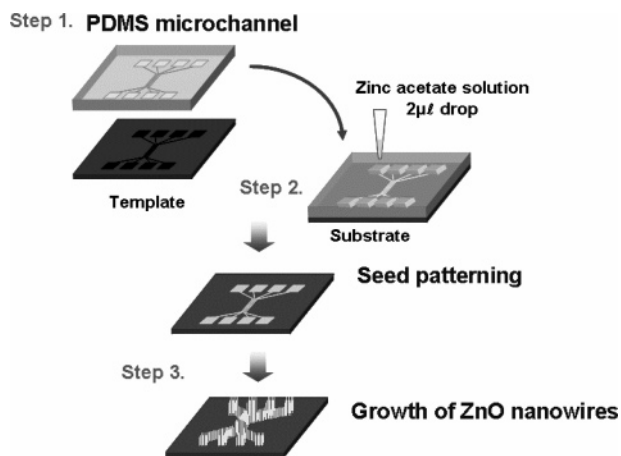 Step 1. PDMS microchannel
Zinc acetate solution
2μℓ drop
Step 2.
Template
Substrate
Seed patterning
Step 3.
Growth of ZnO nanowires